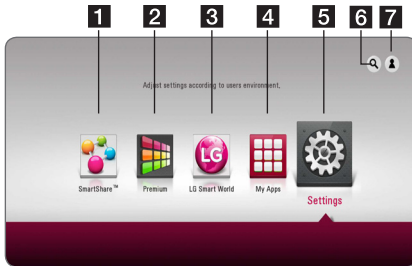 1 2 3 4 5 6 7
Adjust settings according to users environment.
LG
SmartShare™ Premium LG Smart World My Apps Settings